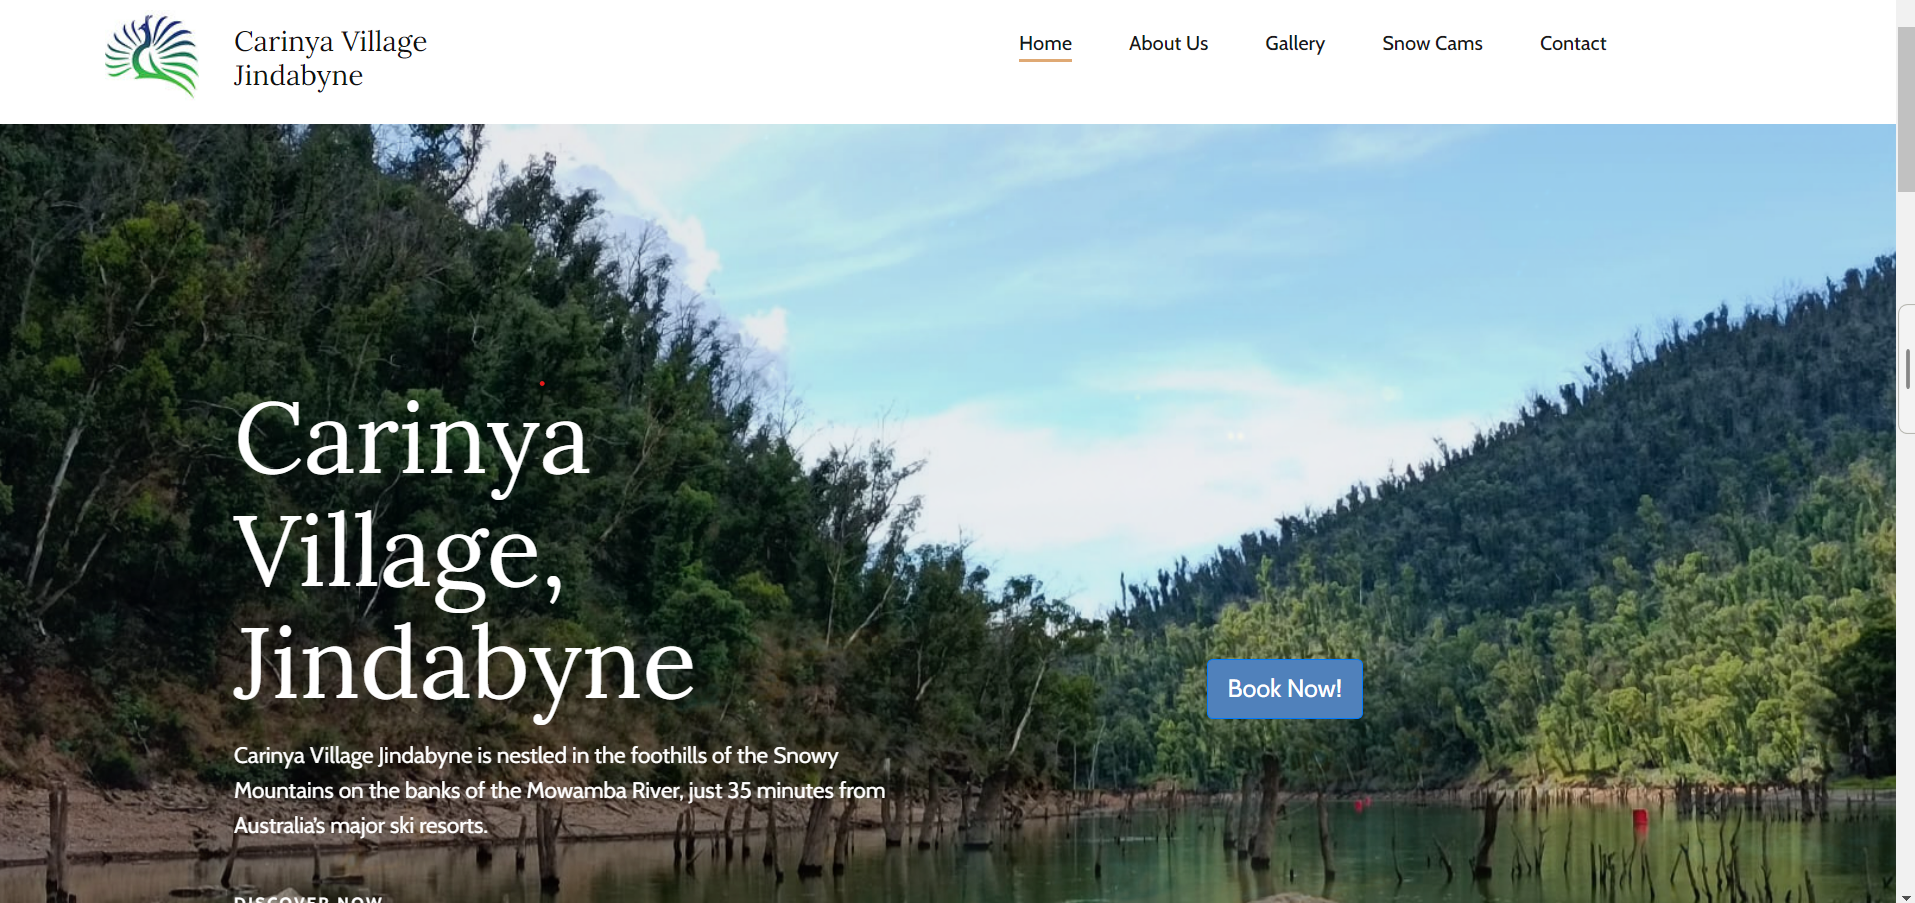 Carinya Village
Jindabyne
Home
About Us
Gallery
Snow Cams
Contact
Carinya
Village,
Jindabyne
Book Now!
Carinya Village Jindabyne is nestled in the foothills of the Snowy
Mountains on the banks of the Mowamba River, just 35 minutes from
Australia's major ski resorts.
DISCOVER NOW